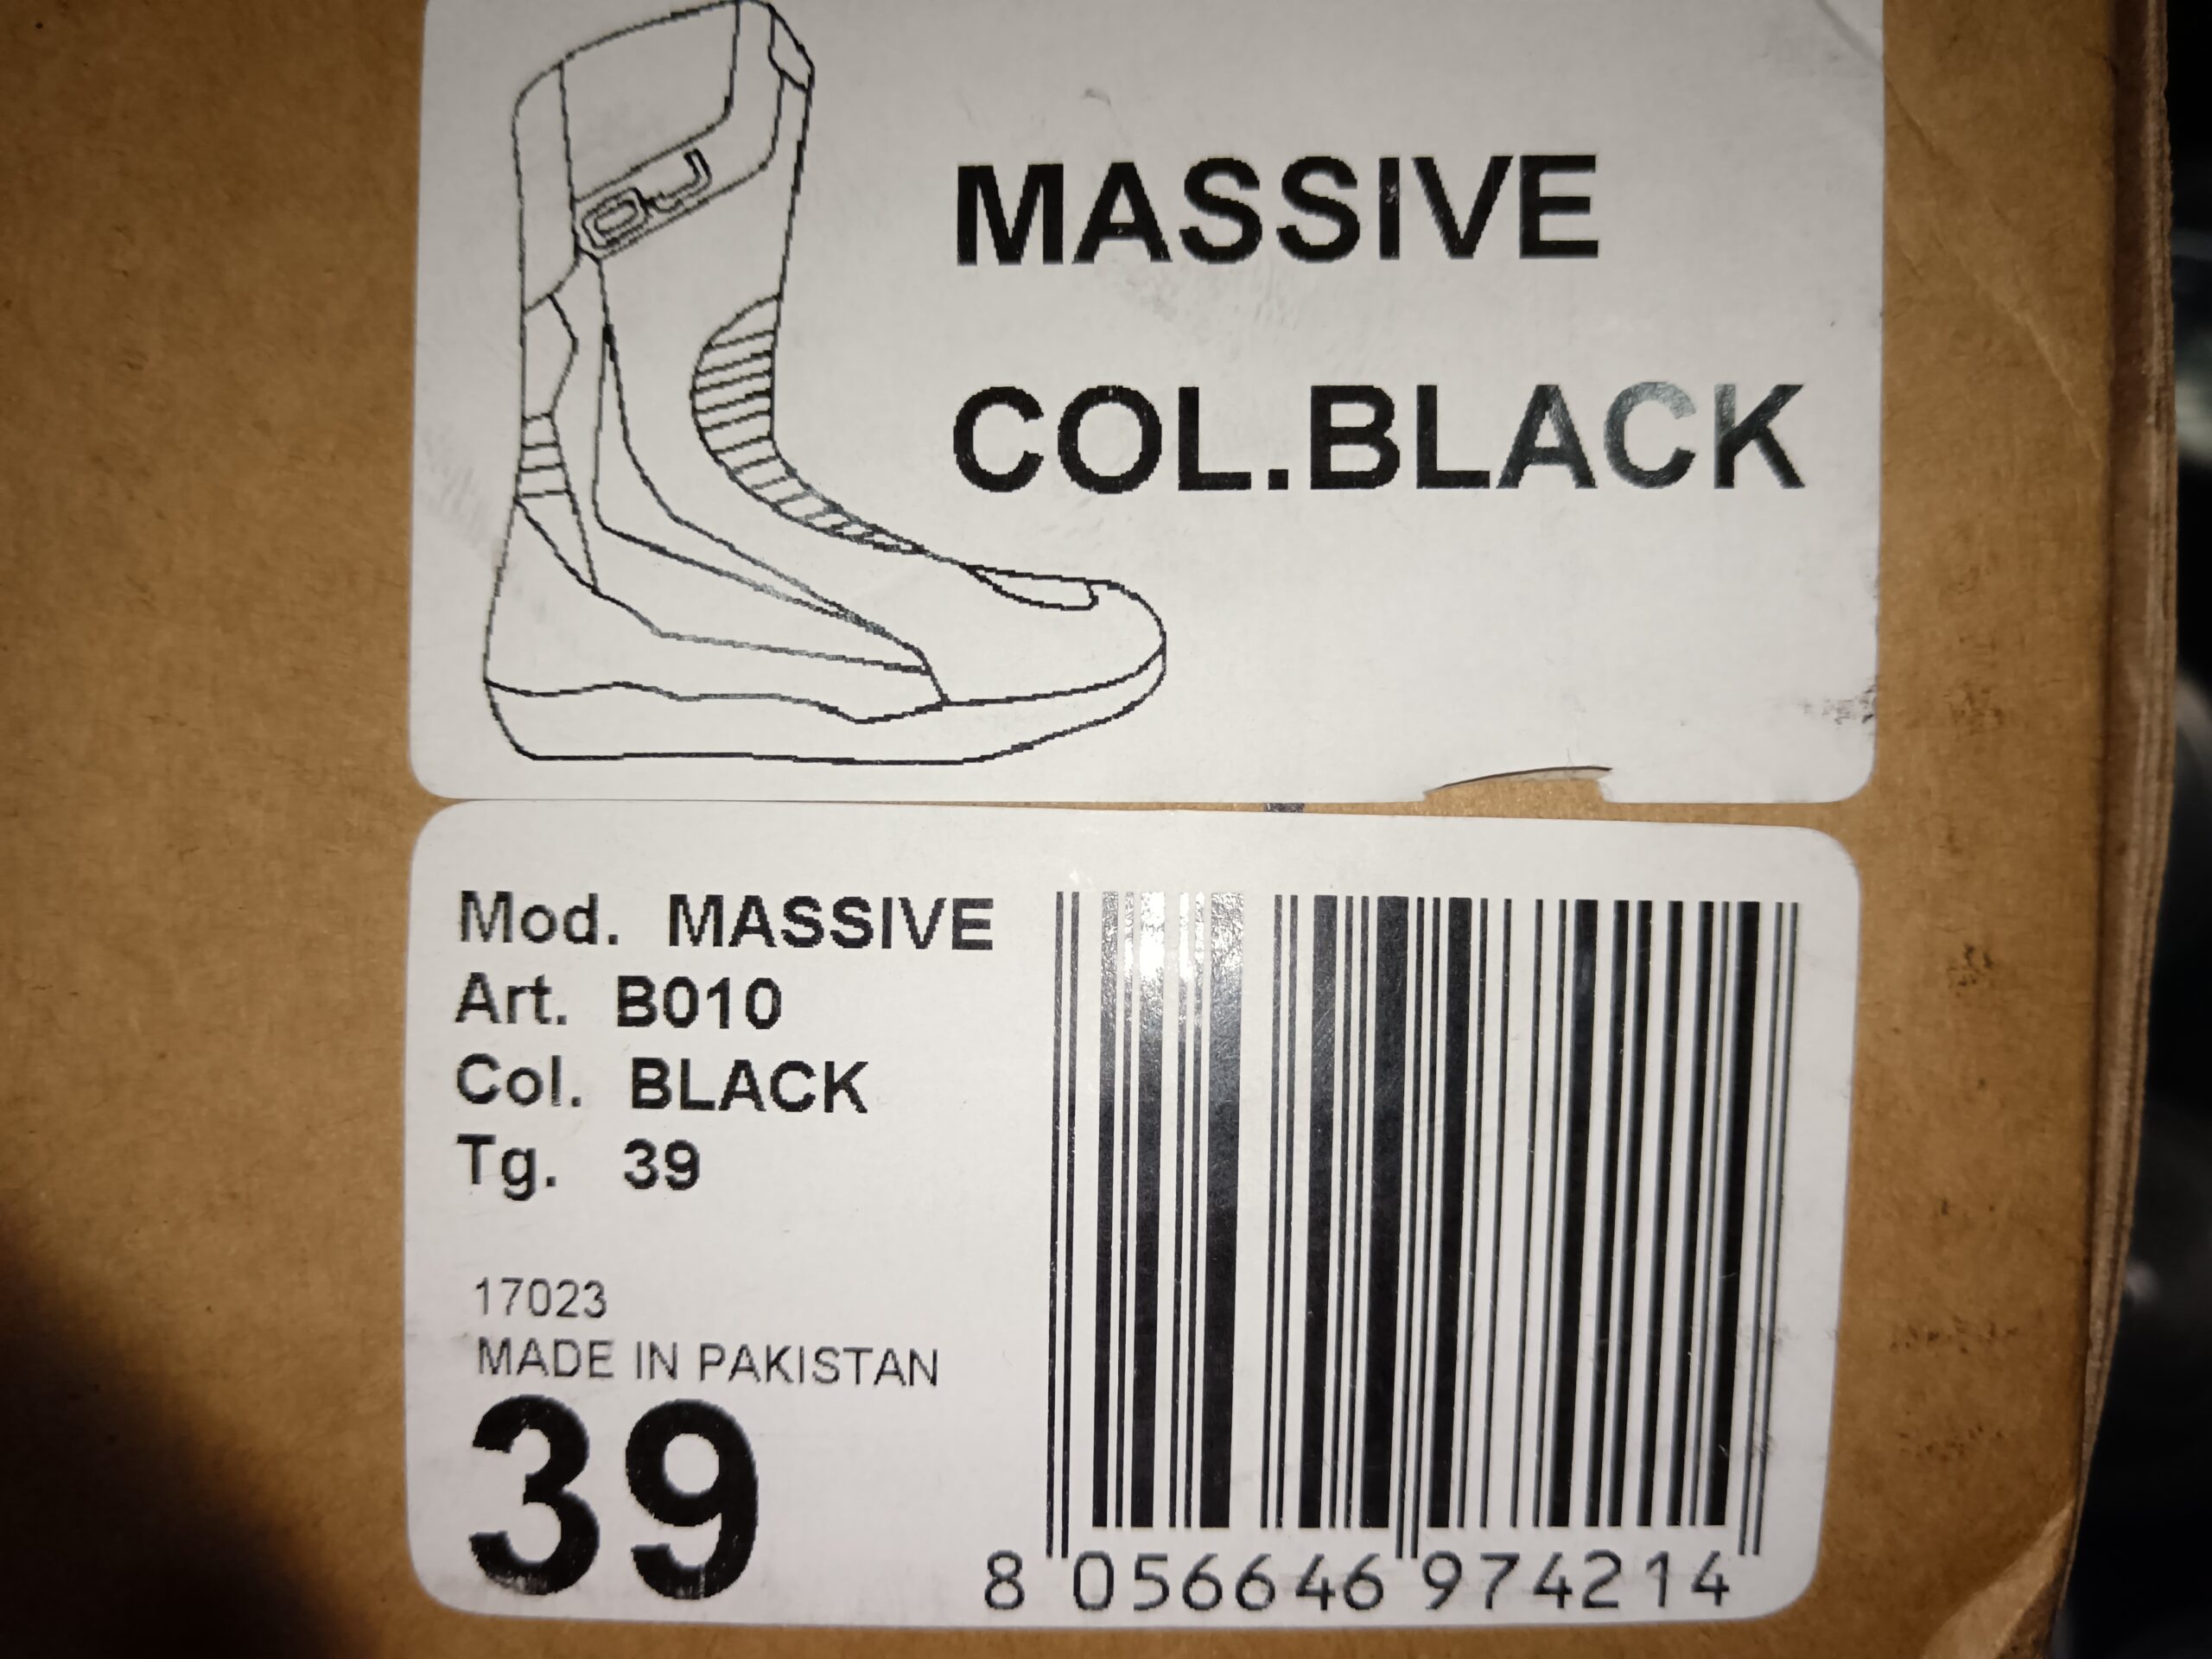 MASSIVE
COL.BLACK
Mod. MASSIVE
Art. B010
Col. BLACK
Tg. 39
17023
MADE IN PAKISTAN
39
8 056646 974214